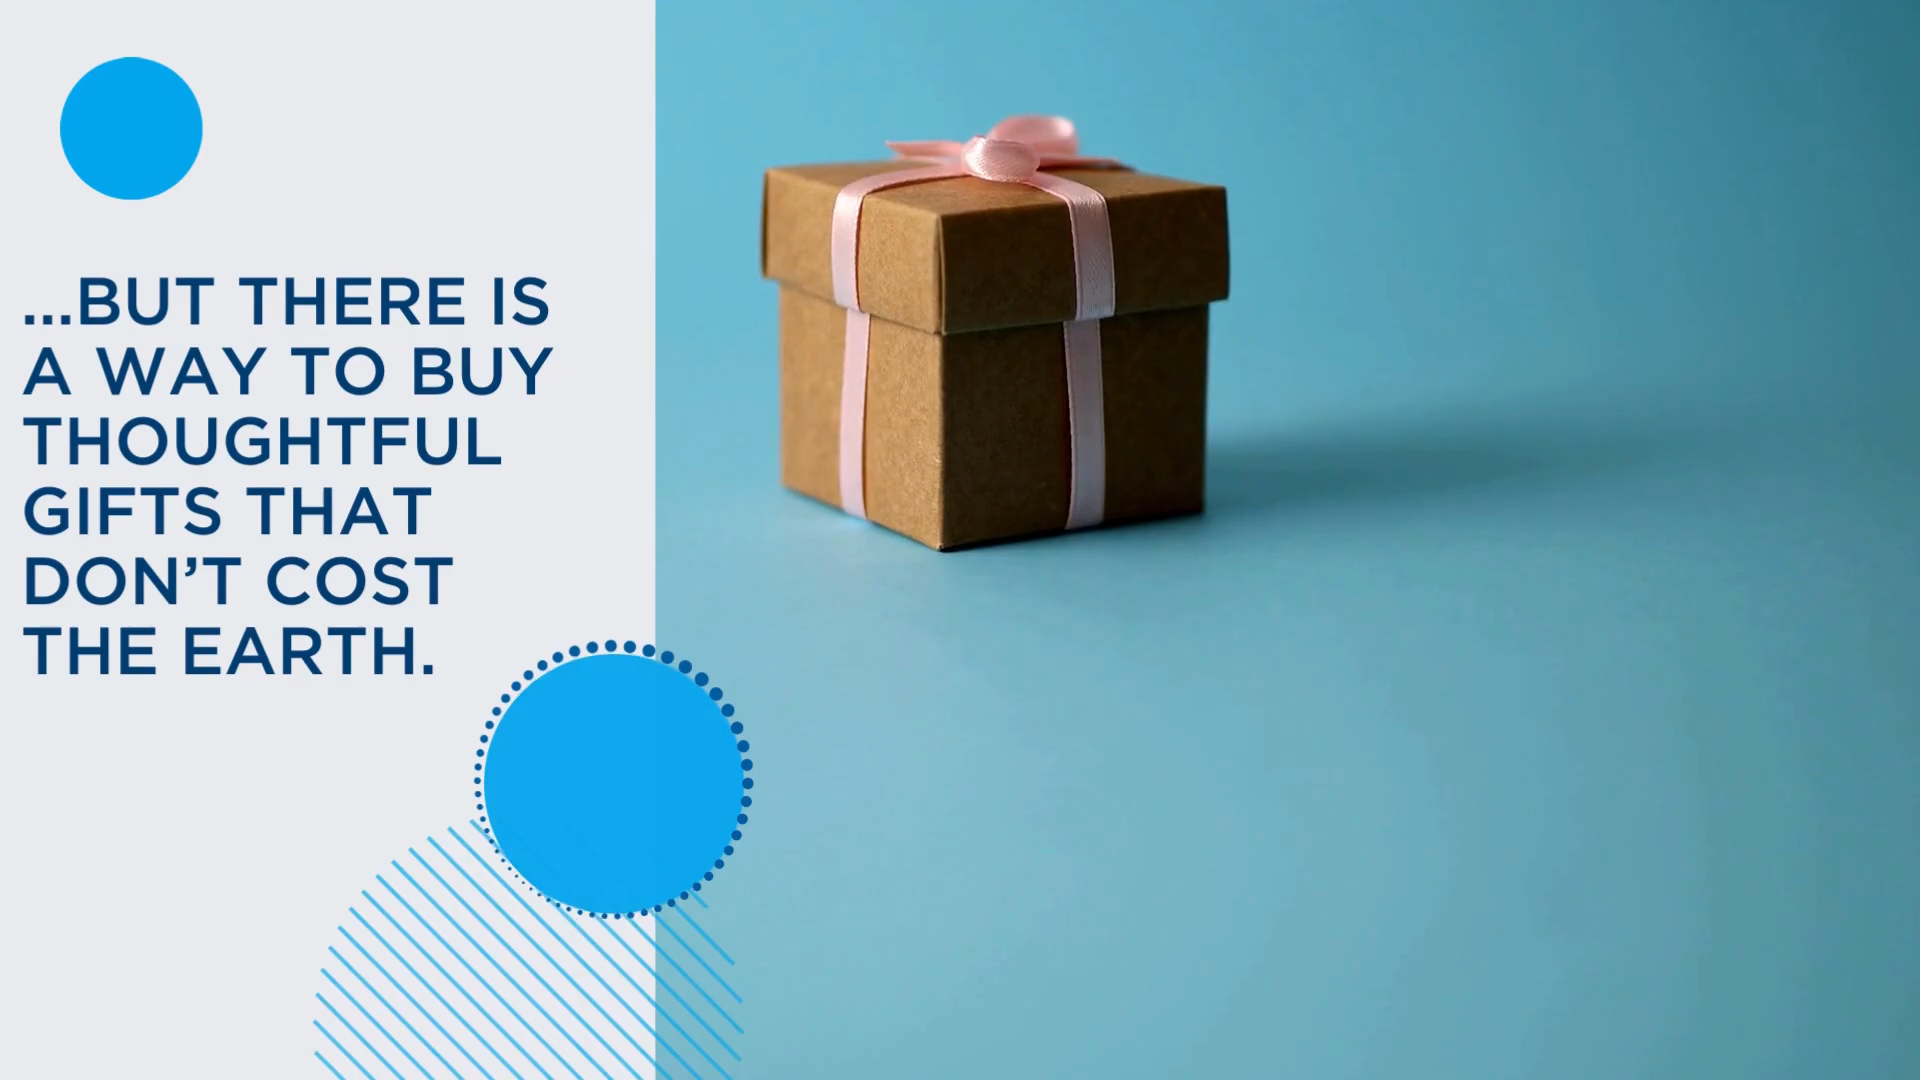 ...BUT THERE IS
A WAY TO BUY
THOUGHTFUL
GIFTS THAT
DON’T COST
THE EARTH.